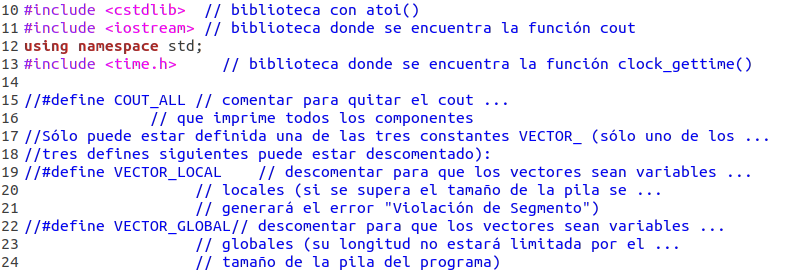 10 #include <cstdlib>  // biblioteca con atoi()
11 #include <iostream> // biblioteca donde se encuentra la función cout
12 using namespace std;
13 #include <time.h>     // biblioteca donde se encuentra la función clock_gettime()
14
15 //#define COUT_ALL // comentar para quitar el cout ...
16               // que imprime todos los componentes
17 //Sólo puede estar definida una de las tres constantes VECTOR_ (sólo uno de los ...
18 //tres defines siguientes puede estar descomentado):
19 //#define VECTOR_LOCAL    // descomentar para que los vectores sean variables ...
20                    // locales (si se supera el tamaño de la pila se ...
21                    // generará el error "Violación de Segmento")
22 //#define VECTOR_GLOBAL// descomentar para que los vectores sean variables ...
23                    // globales (su longitud no estará limitada por el ...
24                    // tamaño de la pila del programa)